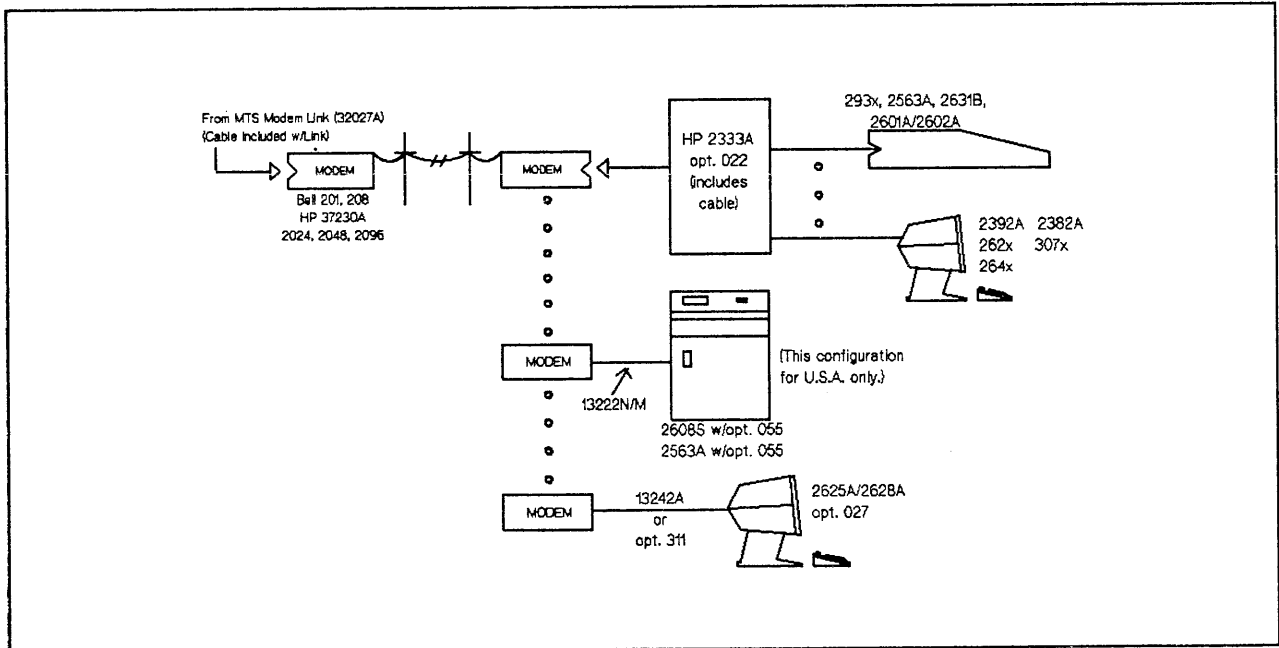 From MTS Modem Link (32027A)
(Cable Included w/Link)
MODEM
Bell 201, 208
HP 37230A
2024, 2048, 2096
MODEM
HP 2333A
opt. 022
(includes
cable)
293x, 2563A, 2631B,
2601A/2602A
2392A 2382A
262x 307x
264x
MODEM
13222N/M
(This configuration
for U.S.A. only.)
2608S w/opt. 055
2563A w/opt. 055
MODEM
13242A
or
opt. 311
2625A/2628A
opt. 027